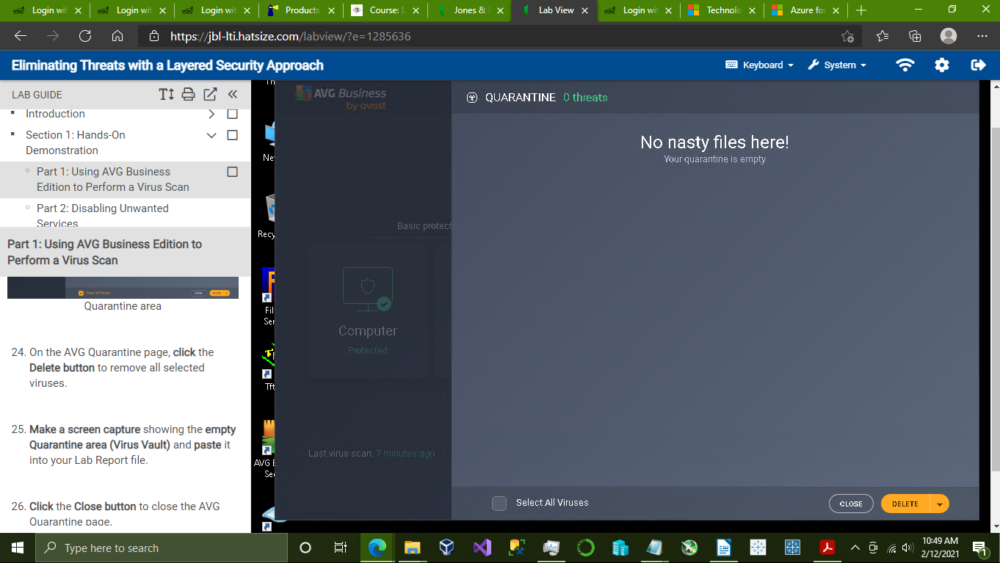 Login wit
Login wit
Login wit
Products
Course: L
Jones & B
Lab View
Login wit
Technolo
Azure for
https://jbl-lti.hatsize.com/labview/?e=1285636
Eliminating Threats with a Layered Security Approach
Keyboard
System
LAB GUIDE
Introduction
Section 1: Hands-On
Demonstration
Part 1: Using AVG Business
Edition to Perform a Virus Scan
Part 2: Disabling Unwanted
Services
Part 1: Using AVG Business Edition to
Perform a Virus Scan
Select All Viruses
CLOSE
DELETE
Quarantine area
24. On the AVG Quarantine page, click the
Delete button to remove all selected
viruses.
25. Make a screen capture showing the empty
Quarantine area (Virus Vault) and paste it
into your Lab Report file.
26. Click the Close button to close the AVG
Quarantine page.
Th
Ne
Recy
Fil
Ser
Tft
AVG B
Se
AVG Business
by avast
Basic protect
Computer
Protected
Last virus scan: 7 minutes ago
QUARANTINE 0 threats
No nasty files here!
Your quarantine is empty
Select All Viruses
CLOSE
DELETE
Type here to search
10:49 AM
2/12/2021
1